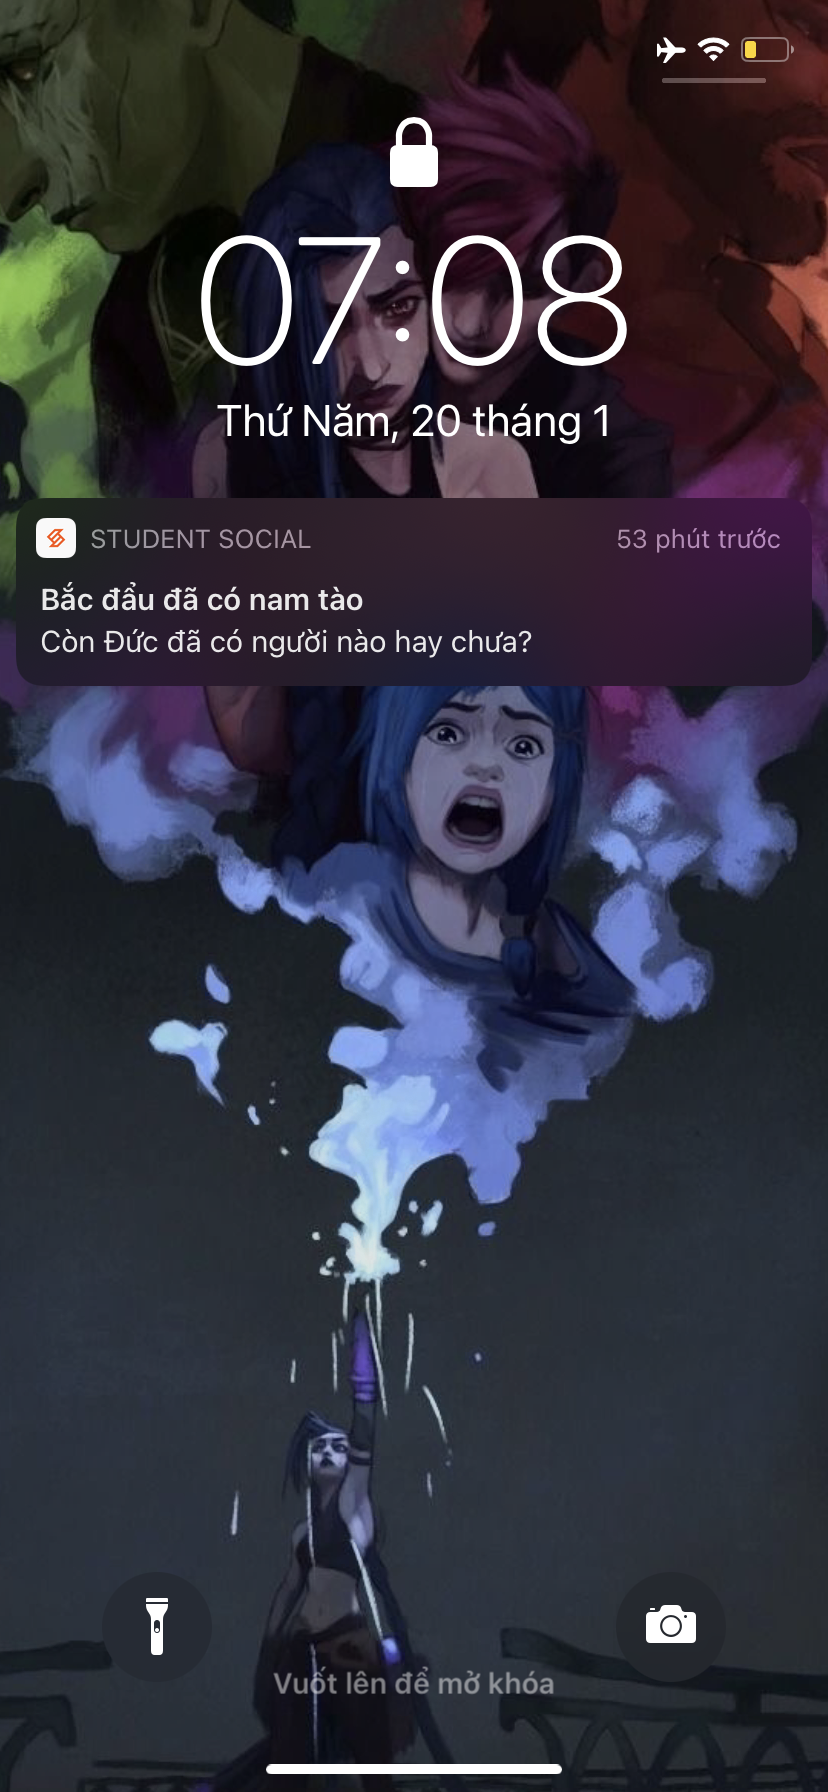 07:08
Thứ Năm, 20 tháng 1
STUDENT SOCIAL
53 phút trước
Bắc đẩu đã có nam tào
Còn Đức đã có người nào hay chưa?
Vuốt lên để mở khóa